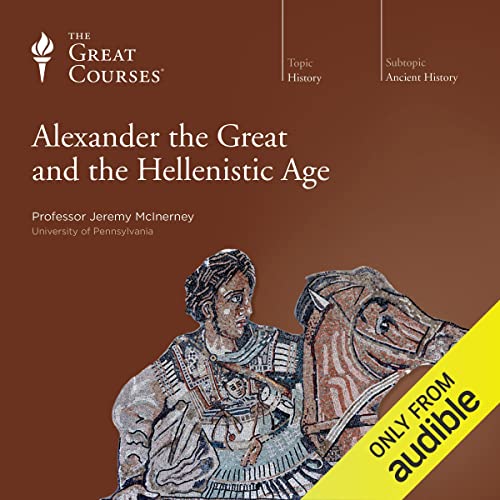 THE
GREAT
COURSES®
Topic
History
Subtopic
Ancient History
Alexander the Great
and the Hellenistic Age
Professor Jeremy McInerney
University of Pennsylvania
ONLY FROM
audible